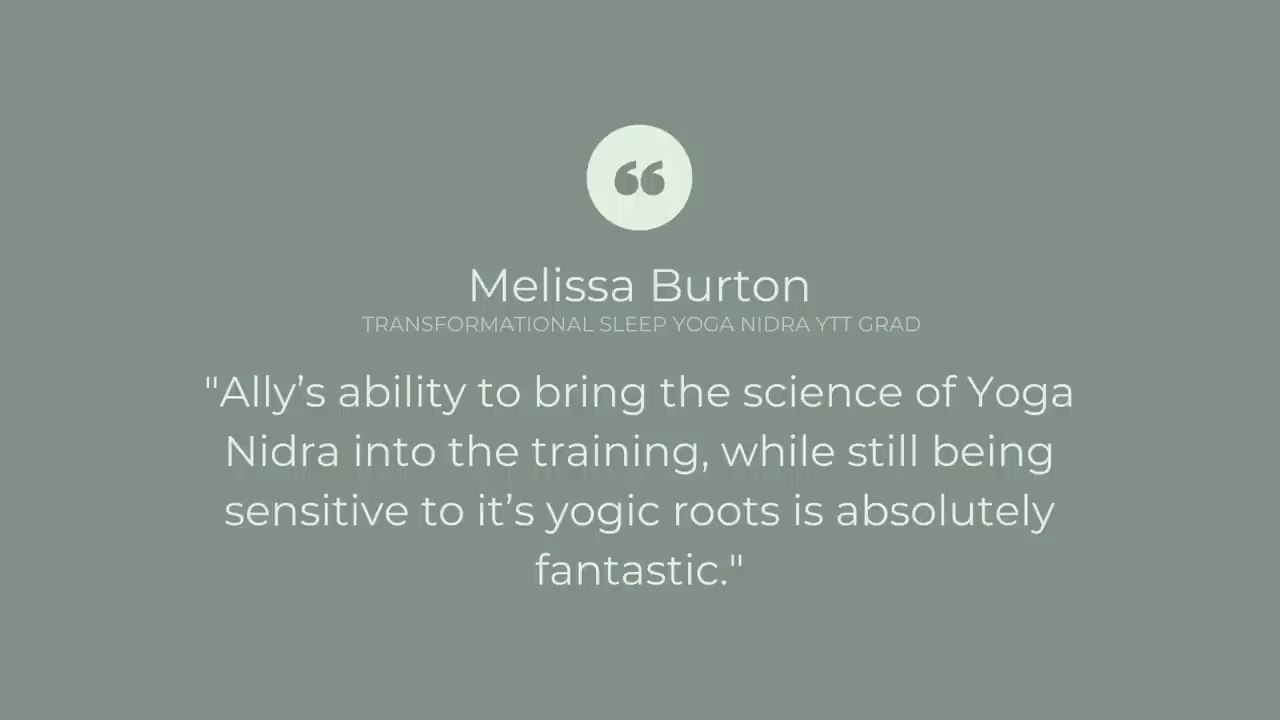 ❝
Melissa Burton
TRANSFORMATIONAL SLEEP YOGA NIDRA YTT GRAD
"Ally’s ability to bring the science of Yoga
Nidra into the training, while still being
sensitive to it’s yogic roots is absolutely
fantastic."